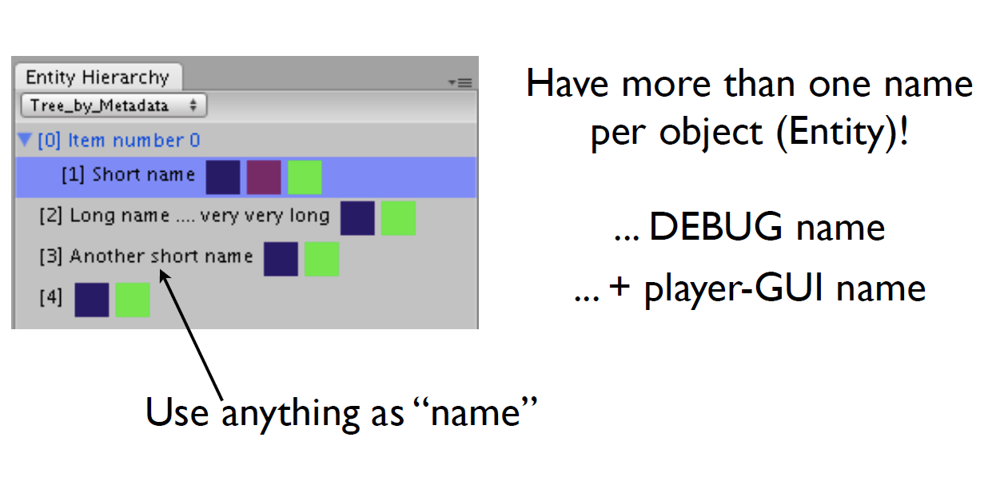 Entity Hierarchy
Tree_by_Metadata
[0] Item number 0
[1] Short name
[2] Long name .... very very long
[3] Another short name
[4]
Have more than one name
per object (Entity)!
... DEBUG name
... + player-GUI name
Use anything as “name”